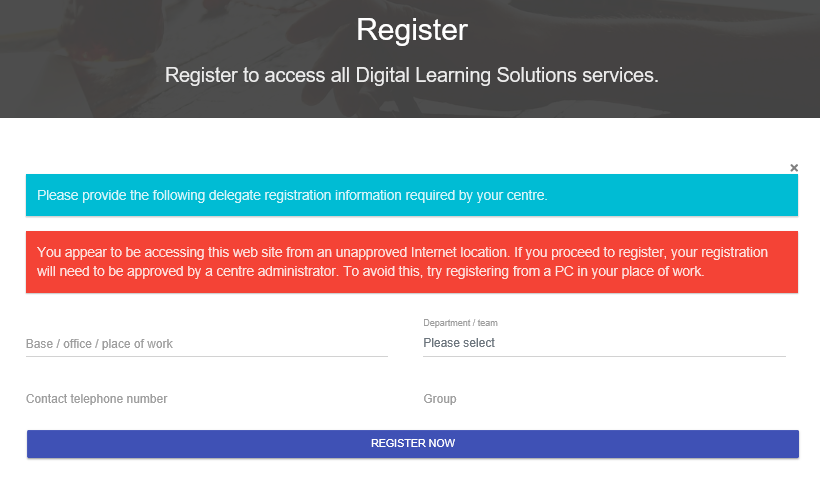 Register
Register to access all Digital Learning Solutions services.
×
Please provide the following delegate registration information required by your centre.
You appear to be accessing this web site from an unapproved Internet location. If you proceed to register, your registration
will need to be approved by a centre administrator. To avoid this, try registering from a PC in your place of work.
Base / office / place of work
Department / team
Please select
Contact telephone number
Group
REGISTER NOW